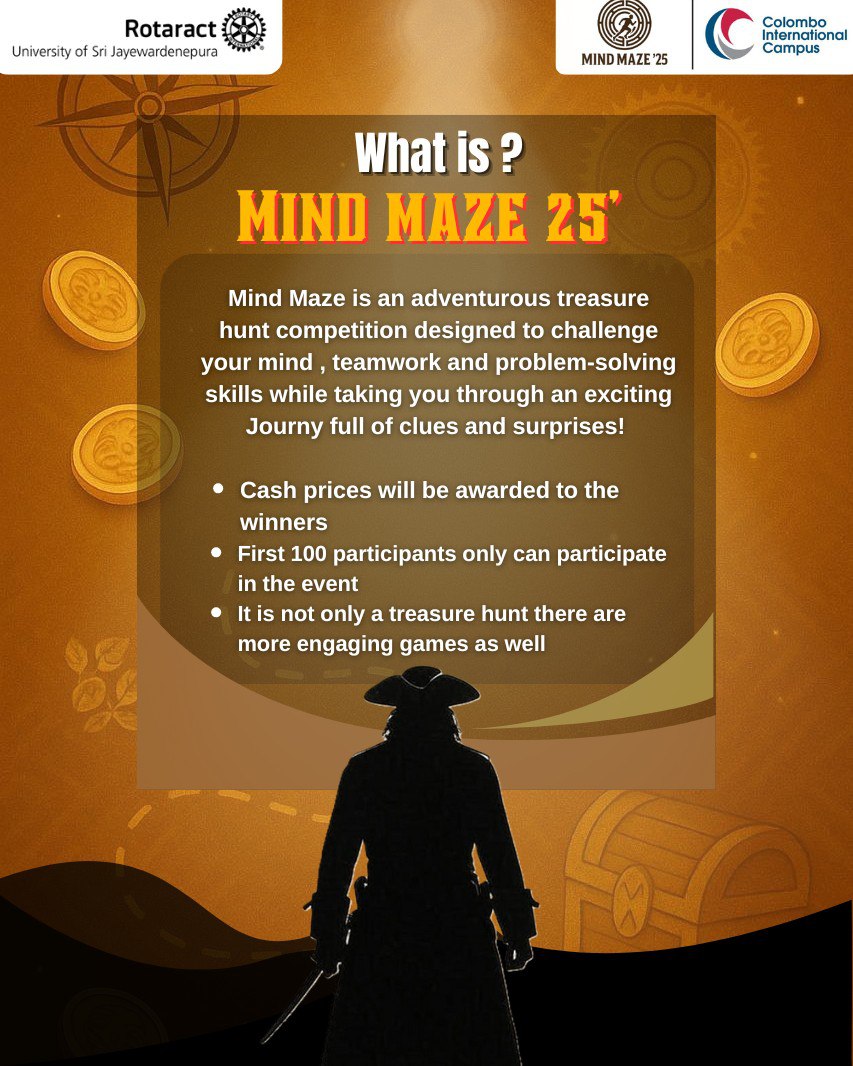 Rotaract
University of Sri Jayewardenepura
MIND MAZE '25
Colombo
International
Campus
What is ?
MIND MAZE 25'
Mind Maze is an adventurous treasure
hunt competition designed to challenge
your mind , teamwork and problem-solving
skills while taking you through an exciting
Journy full of clues and surprises!
• Cash prices will be awarded to the
winners
• First 100 participants only can participate
in the event
• It is not only a treasure hunt there are
more engaging games as well